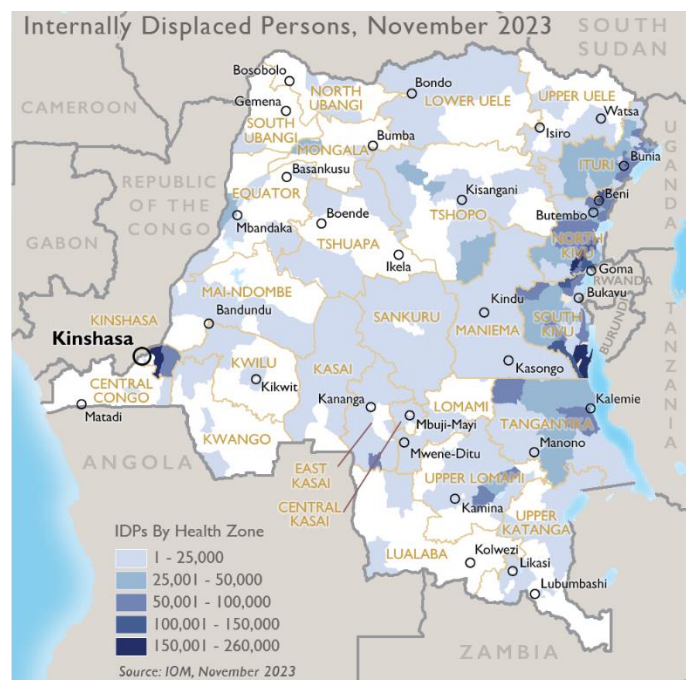 Internally Displaced Persons, November 2023
SOUTH
SUDAN
CAMEROON
Bosobolo
NORTH
UBANGI
Bondo
LOWER UELE
UPPER UELE
Gemena
SOUTH
UBANGI
Watsa
Isiro
MONGALA
Bumba
UGANDA
ITURI
Bunia
Basankusu
REPUBLIC
OF THE
CONGO
EQUATOR
Kisangani
Beni
TSHOPO
Butembo
Mbandaka
Boende
TSHUAPA
GABON
NORTH
KIVU
Ikela
Goma
RWANDA
MAI-NDOMBE
Bukavu
Kindu
SANKURU
MANIEMA
SOUTH
KIVU
BURUNDI
TANZANIA
Bandundu
KINSHASA
Kinshasa
KWILU
KASAI
Kasongo
Kikwit
CENTRAL
CONGO
Kananga
LOMAMI
Kalemie
Matadi
Mbuji-Mayi
TANGANYIKA
KWANGO
Mwene-Ditu
Manono
ANGOLA
EAST
KASAI
UPPER LOMAMI
CENTRAL
KASAI
Kamina
UPPER
KATANGA
IDPs By Health Zone
1 - 25,000
25,001 - 50,000
50,001 - 100,000
100,001 - 150,000
150,001 - 260,000
LUALABA
Kolwezi
Likasi
Lubumbashi
ZAMBIA
Source: IOM, November 2023